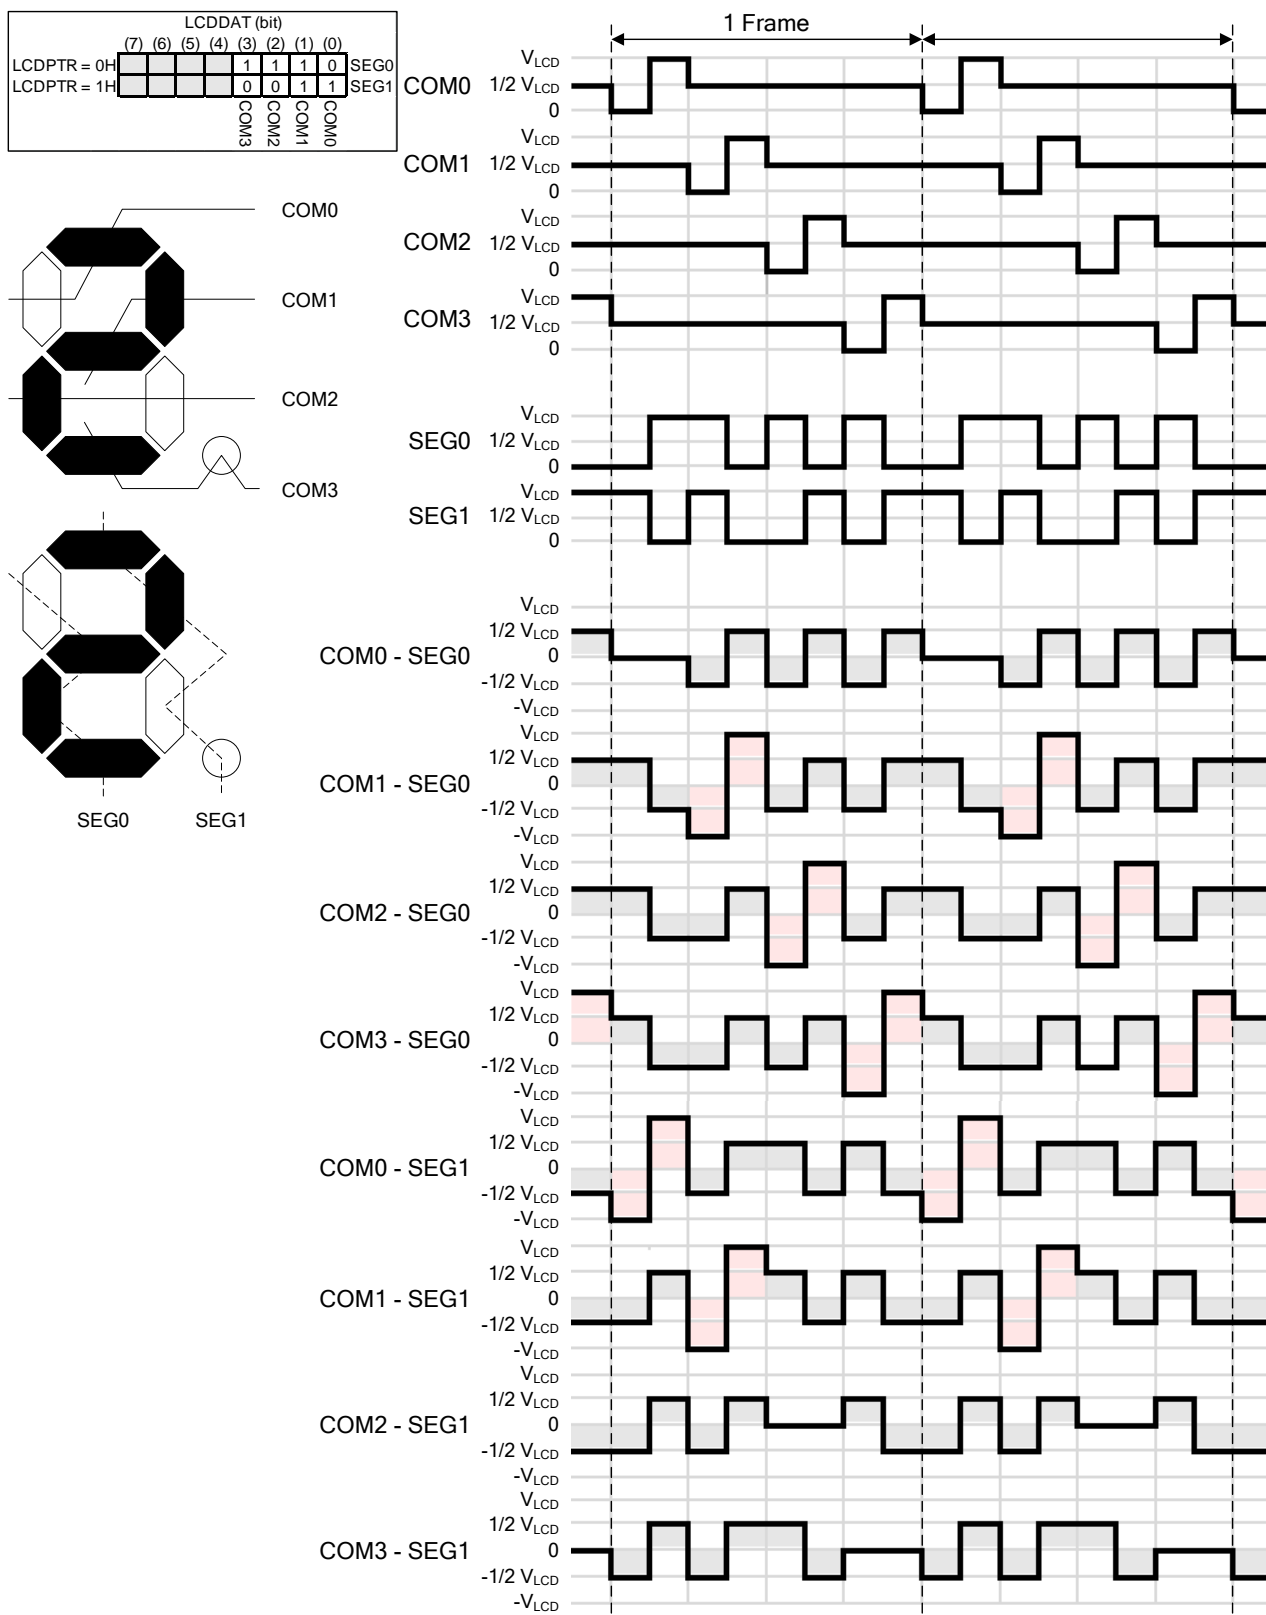 LCDDAT (bit)
(7) (6) (5) (4) (3) (2) (1) (0)
LCDPTR = 0H 1 1 1 0 SEG0
LCDPTR = 1H 0 0 1 1 SEG1
COM3 COM2 COM1 COM0
COM0
COM1
COM2
COM3
SEG0 SEG1
1 Frame
COM0 VLCD 1/2 VLCD 0
COM1 VLCD 1/2 VLCD 0
COM2 VLCD 1/2 VLCD 0
COM3 VLCD 1/2 VLCD 0
SEG0 VLCD 1/2 VLCD 0
SEG1 VLCD 1/2 VLCD 0
COM0 - SEG0 VLCD 1/2 VLCD 0 -1/2 VLCD -VLCD
COM1 - SEG0 VLCD 1/2 VLCD 0 -1/2 VLCD -VLCD
COM2 - SEG0 VLCD 1/2 VLCD 0 -1/2 VLCD -VLCD
COM3 - SEG0 VLCD 1/2 VLCD 0 -1/2 VLCD -VLCD
COM0 - SEG1 VLCD 1/2 VLCD 0 -1/2 VLCD -VLCD
COM1 - SEG1 VLCD 1/2 VLCD 0 -1/2 VLCD -VLCD
COM2 - SEG1 VLCD 1/2 VLCD 0 -1/2 VLCD -VLCD
COM3 - SEG1 VLCD 1/2 VLCD 0 -1/2 VLCD -VLCD